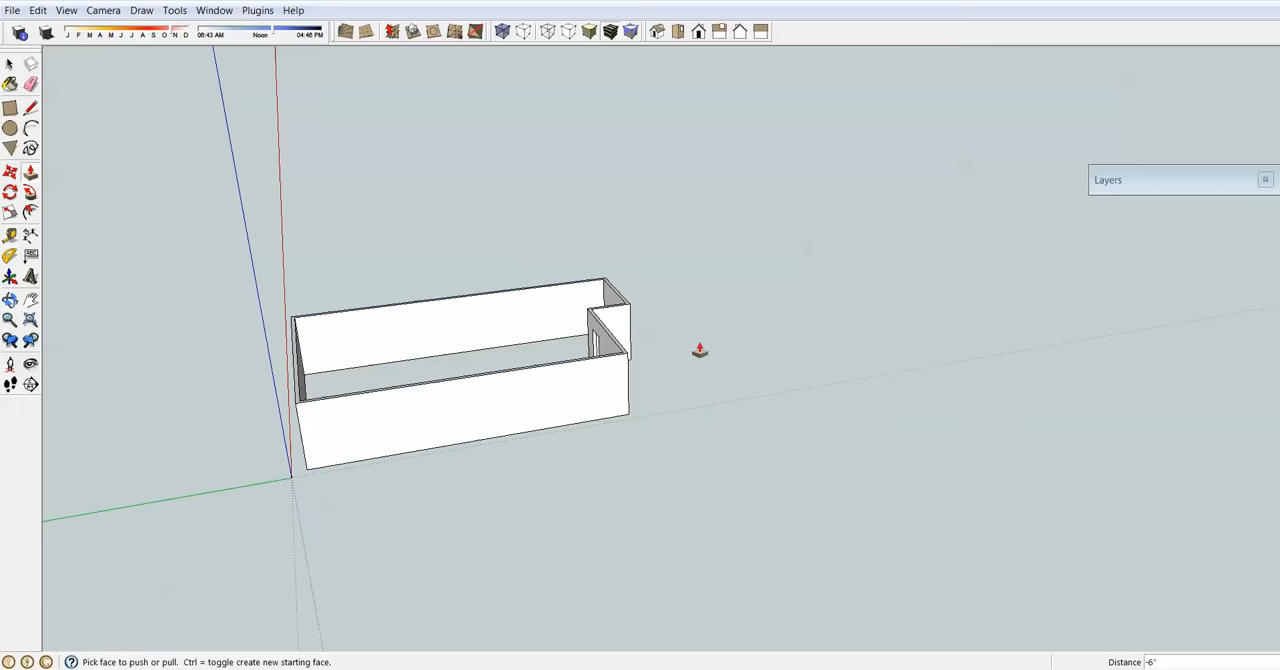 File Edit View Camera Draw Tools Window Plugins Help
J F M A M J J A S O N D 06:43 AM Noon 04:46 PM
Layers
Pick face to push or pull. Ctrl = toggle create new starting face.
Distance -6"